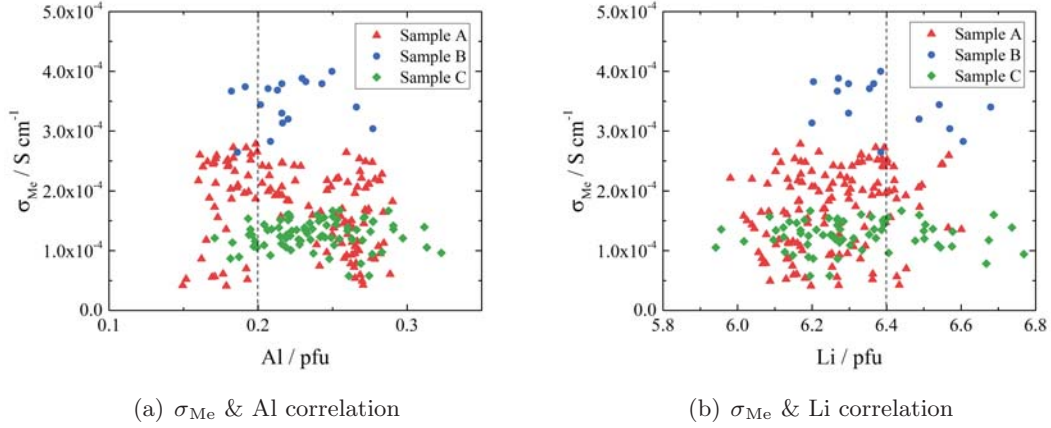 5.0x10⁻⁴
4.0x10⁻⁴
3.0x10⁻⁴
2.0x10⁻⁴
1.0x10⁻⁴
0.0
σMe / S cm⁻¹
Sample A
Sample B
Sample C
0.1 0.2 0.3
Al / pfu
(a) σMe & Al correlation
5.0x10⁻⁴
4.0x10⁻⁴
3.0x10⁻⁴
2.0x10⁻⁴
1.0x10⁻⁴
0.0
σMe / S cm⁻¹
Sample A
Sample B
Sample C
5.8 6.0 6.2 6.4 6.6 6.8
Li / pfu
(b) σMe & Li correlation